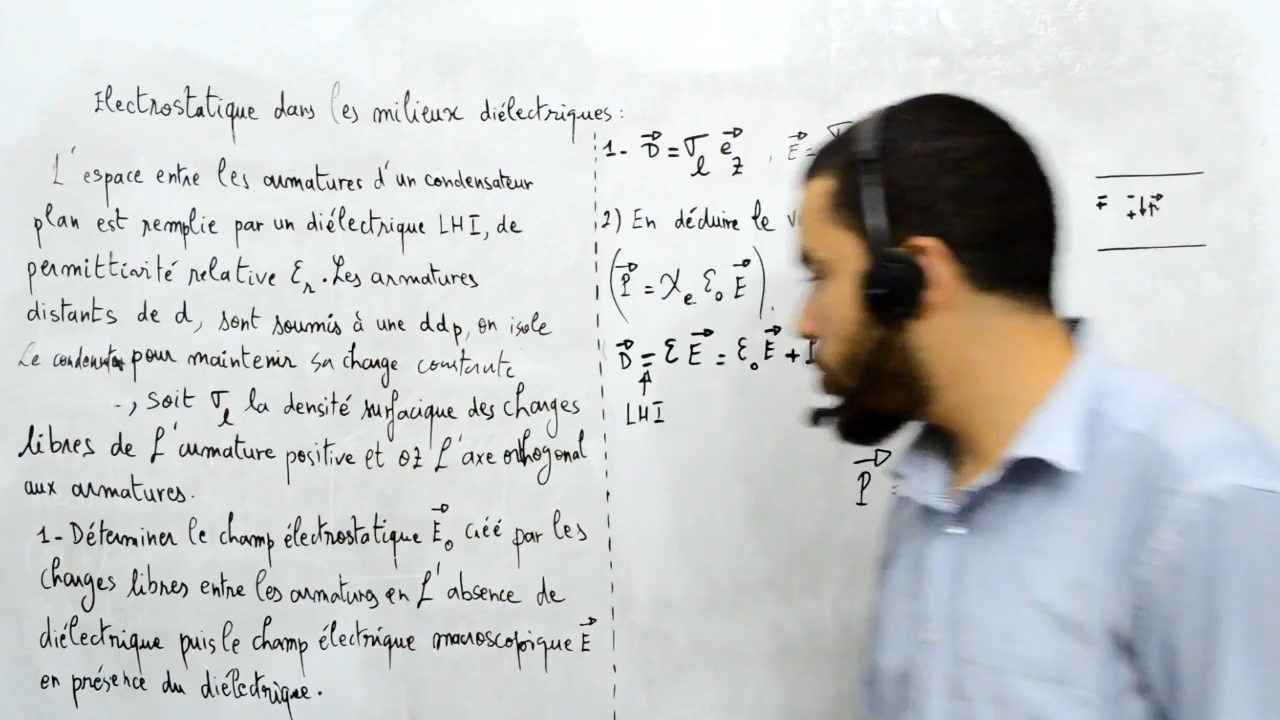 Electrostatique dans les milieux diélectriques :
L'espace entre les armatures d'un condensateur
plan est remplie par un diélectrique LHI, de
permittivité relative εr. Les armatures
distants de d, sont soumis à une ddp, on isole
Le condensateur pour maintenir sa charge constante
, soit σl la densité surfacique des charges
libres de L'armature positive et oz L'axe orthogonal
aux armatures.
1- Déterminer le champ électrostatique E⃗₀ créé par les
charges libres entre les armatures en L'absence de
diélectrique puis le champ électrique macroscopique E⃗
en présence du diélectrique.
1- D⃗ = σl e⃗z , E⃗ =
2) En déduire le
(P⃗ = χe ε₀ E⃗).
D⃗ = ε E⃗ = ε₀ E⃗ +
↑
LHI
P⃗ =